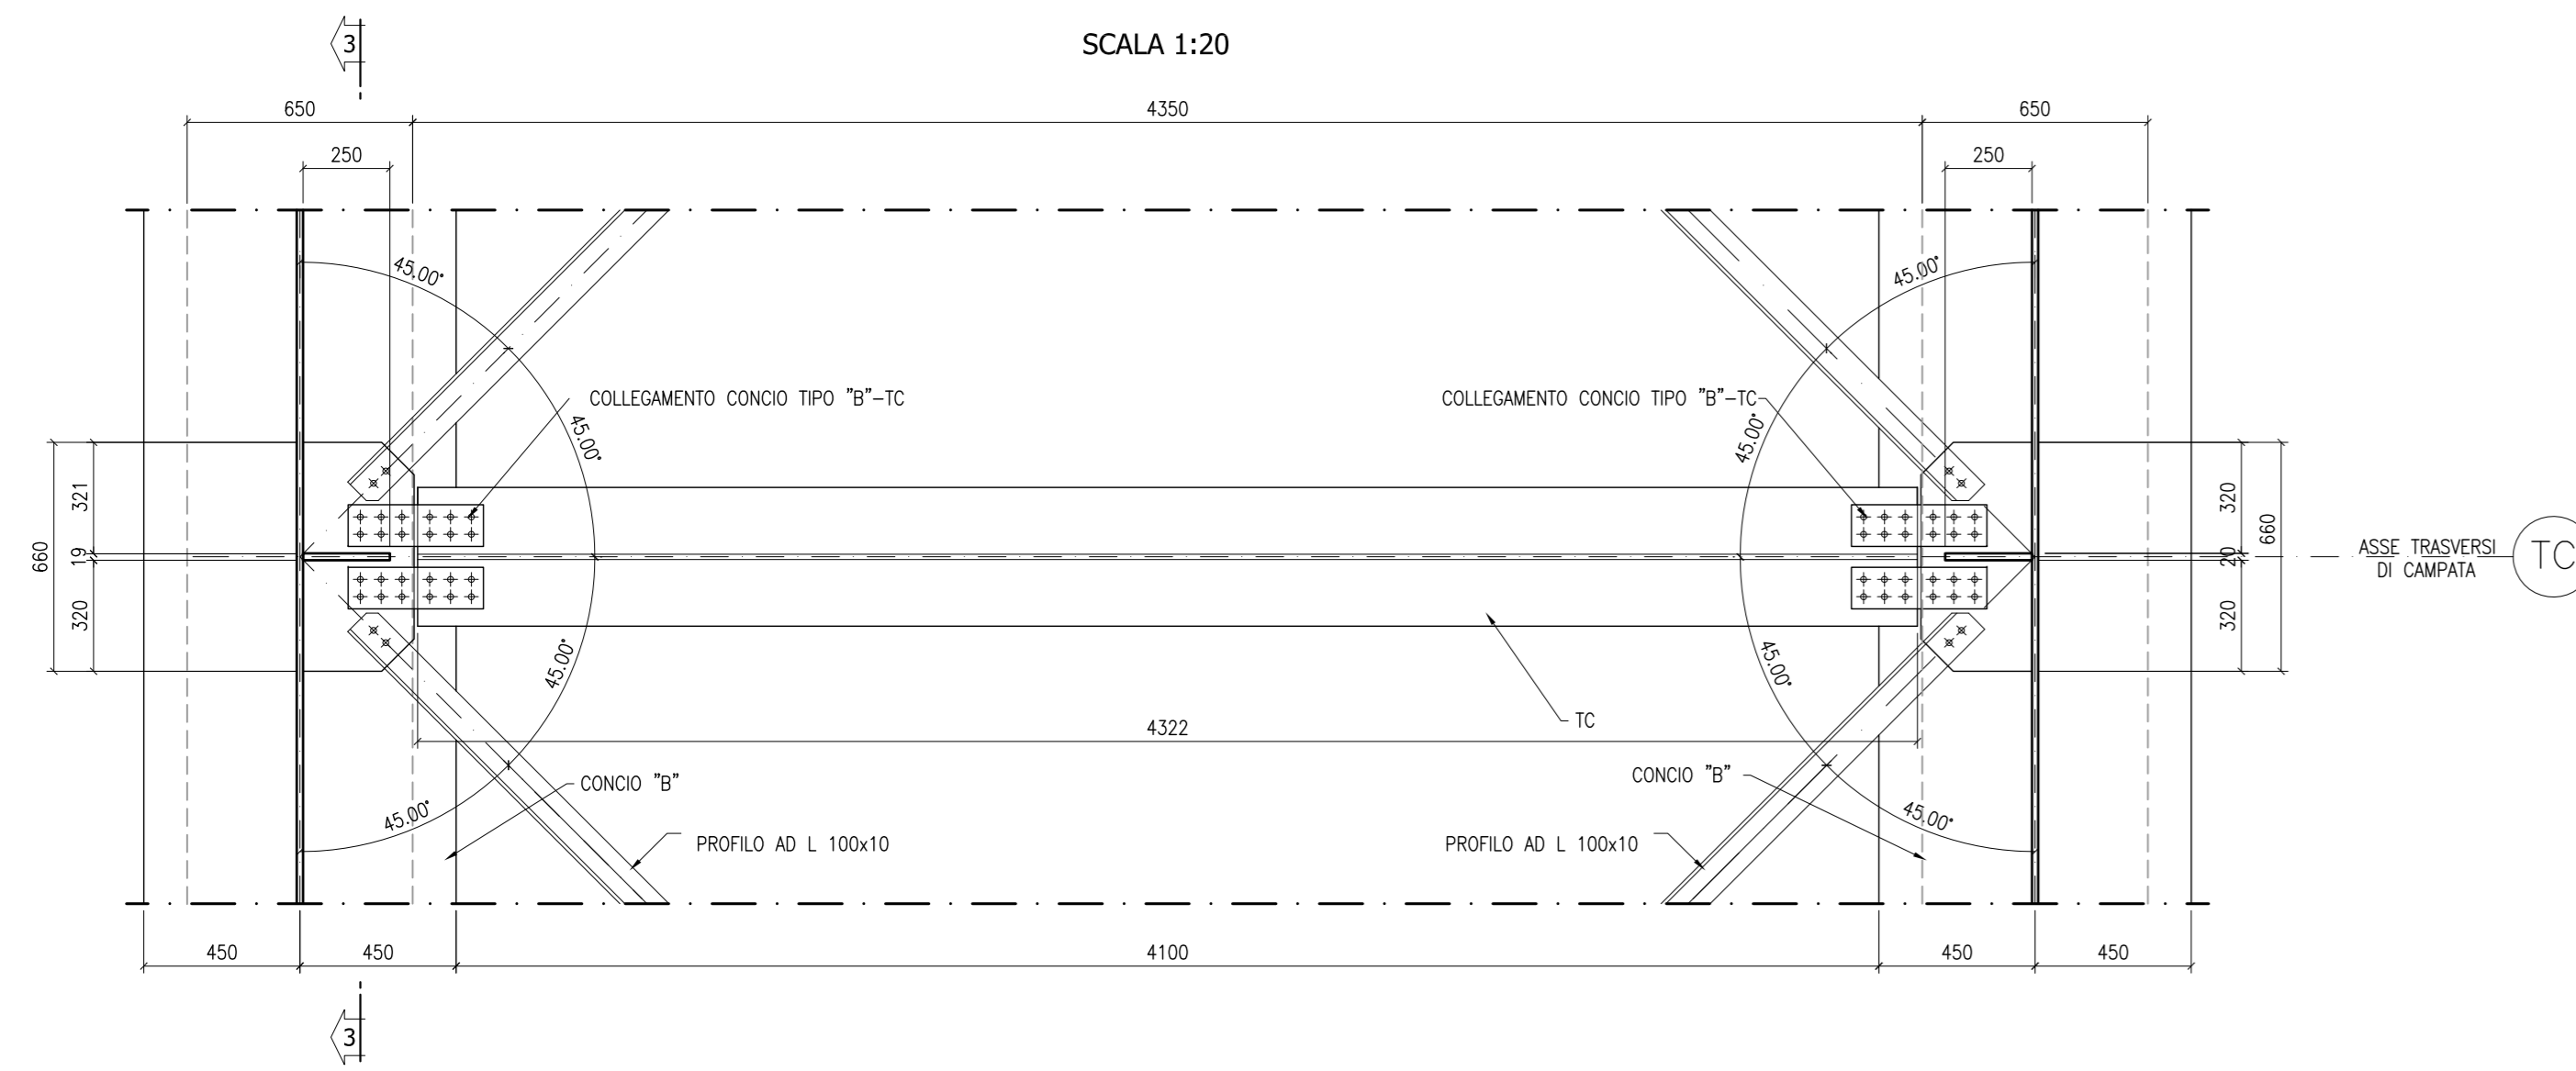 3
SCALA 1:20
650
4350
650
250
250
45.00°
45.00°
COLLEGAMENTO CONCIO TIPO "B"-TC
COLLEGAMENTO CONCIO TIPO "B"-TC
45.00°
45.00°
660
321
19
320
320
20
320
660
ASSE TRASVERSI
DI CAMPATA
TC
45.00°
45.00°
TC
4322
CONCIO "B"
CONCIO "B"
45.00°
45.00°
PROFILO AD L 100x10
PROFILO AD L 100x10
450
450
4100
450
450
3